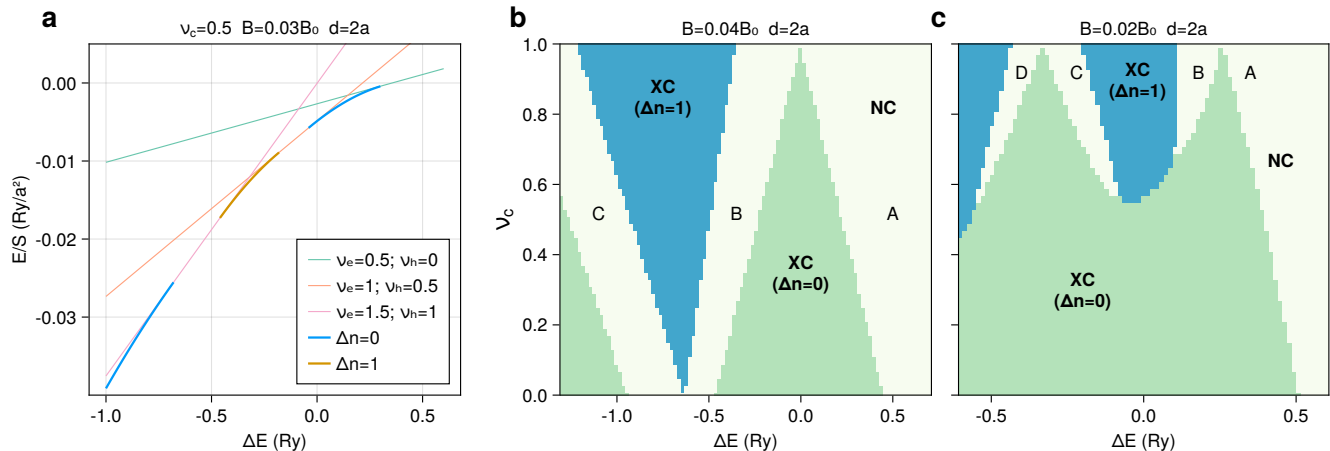 a
ν_c=0.5 B=0.03B₀ d=2a
E/S (Ry/a²)
0.00
-0.01
-0.02
-0.03
νₑ=0.5; νₕ=0
νₑ=1; νₕ=0.5
νₑ=1.5; νₕ=1
Δn=0
Δn=1
-1.0 -0.5 0.0 0.5
ΔE (Ry)
b
B=0.04B₀ d=2a
ν_c
1.0
0.8
0.6
0.4
0.2
0.0
XC
(Δn=1)
NC
C B A
XC
(Δn=0)
-1.0 -0.5 0.0 0.5
ΔE (Ry)
c
B=0.02B₀ d=2a
D C XC B A
(Δn=1)
NC
XC
(Δn=0)
-0.5 0.0 0.5
ΔE (Ry)